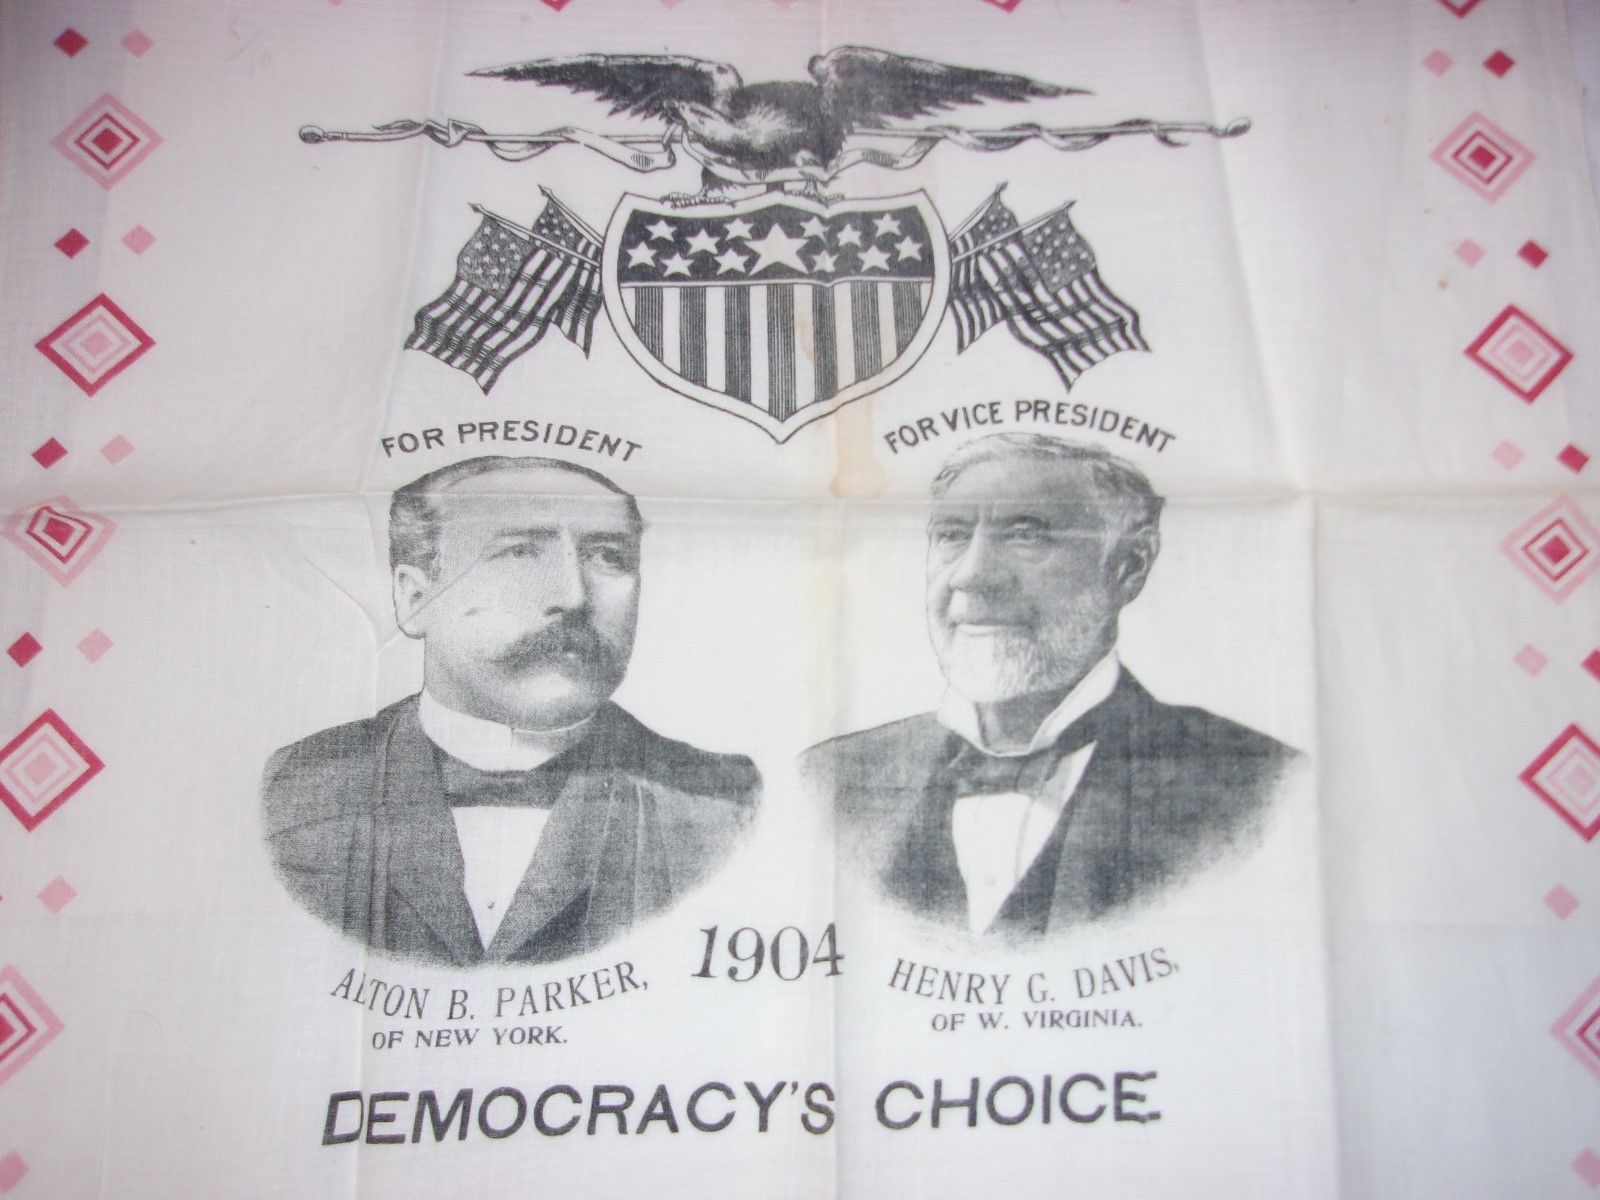 FOR PRESIDENT
FOR VICE PRESIDENT
1904
ALTON B. PARKER,
OF NEW YORK.
HENRY G. DAVIS,
OF W. VIRGINIA.
DEMOCRACY'S CHOICE